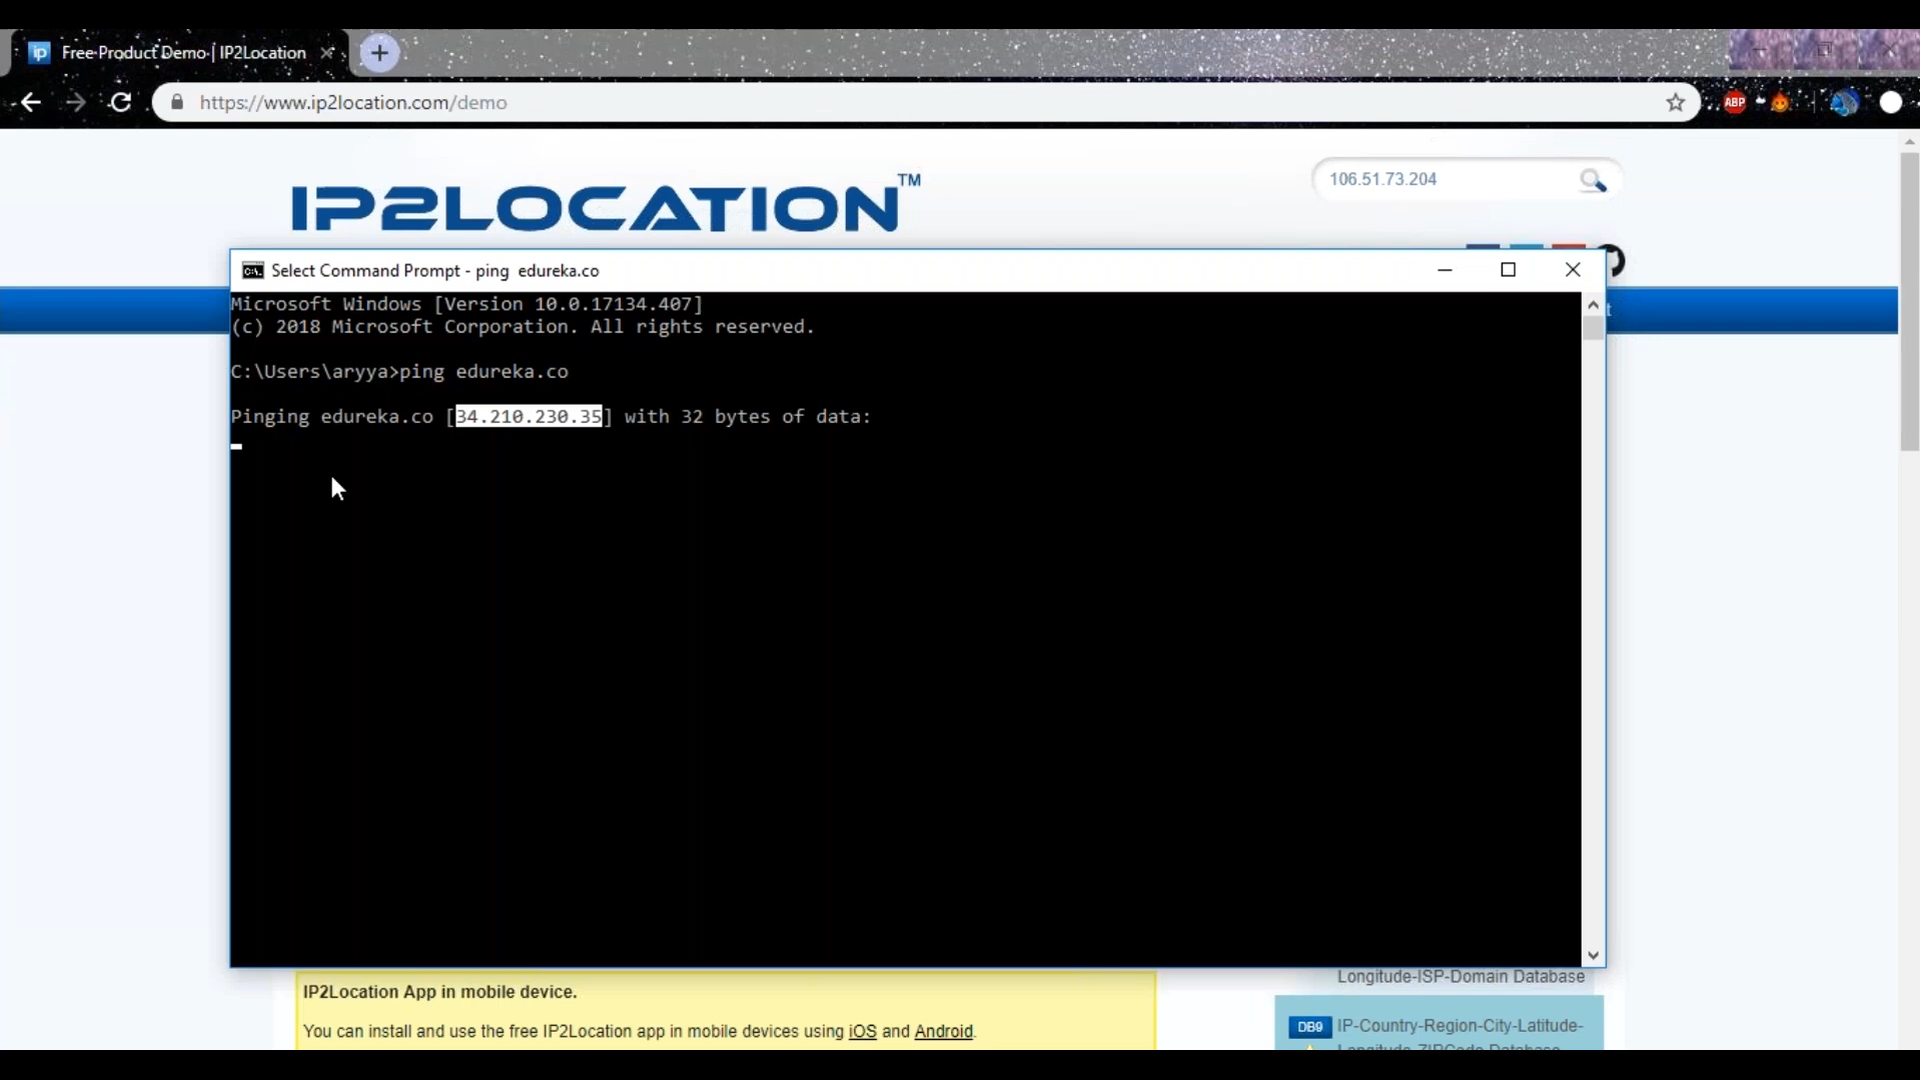 Free Product Demo | IP2Location
https://www.ip2location.com/demo
ABP
IP2LOCATION™
106.51.73.204
Select Command Prompt - ping edureka.co
Microsoft Windows [Version 10.0.17134.407]
(c) 2018 Microsoft Corporation. All rights reserved.
C:\Users\aryya>ping edureka.co
Pinging edureka.co [34.210.230.35] with 32 bytes of data:
Longitude-ISP-Domain Database
IP2Location App in mobile device.
You can install and use the free IP2Location app in mobile devices using iOS and Android.
DB9 IP-Country-Region-City-Latitude-
Longitude-ZIPCode Database